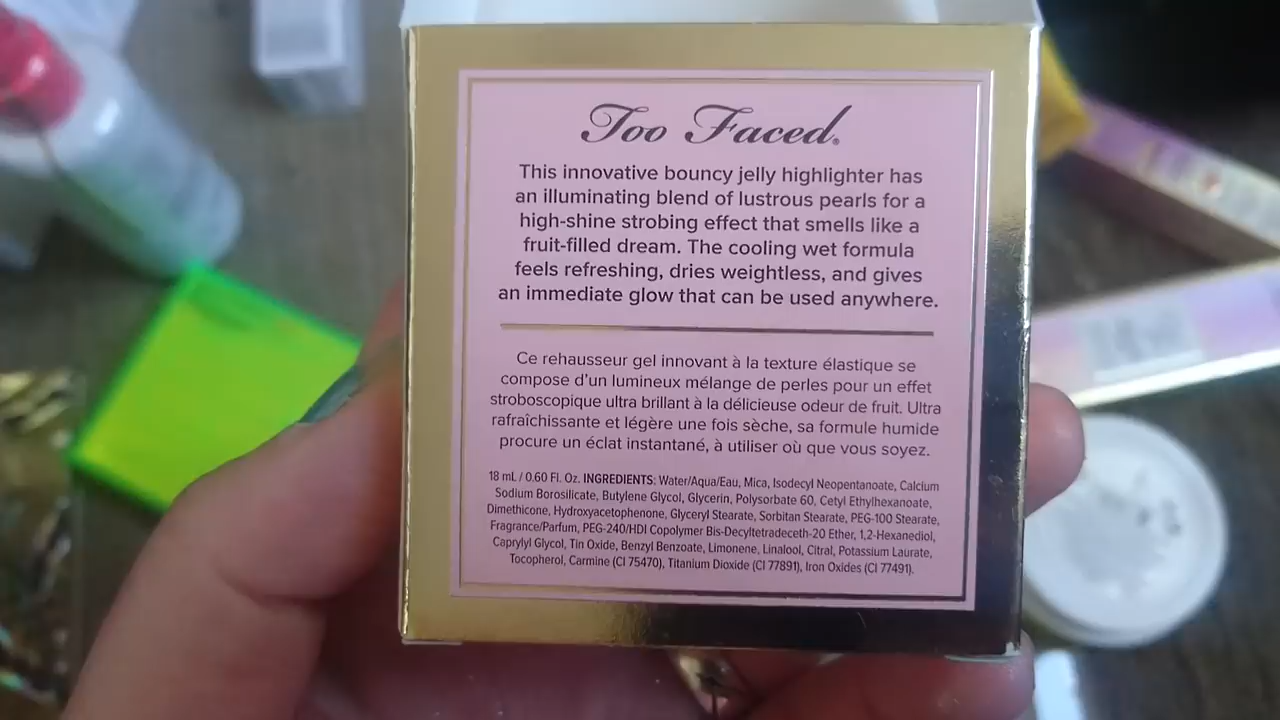 Too Faced®
This innovative bouncy jelly highlighter has
an illuminating blend of lustrous pearls for a
high-shine strobing effect that smells like a
fruit-filled dream. The cooling wet formula
feels refreshing, dries weightless, and gives
an immediate glow that can be used anywhere.
Ce rehausseur gel innovant à la texture élastique se
compose d'un lumineux mélange de perles pour un effet
stroboscopique ultra brillant à la délicieuse odeur de fruit. Ultra
rafraîchissante et légère une fois sèche, sa formule humide
procure un éclat instantané, à utiliser où que vous soyez.
18 mL / 0.60 Fl. Oz. INGREDIENTS: Water/Aqua/Eau, Mica, Isodecyl Neopentanoate, Calcium
Sodium Borosilicate, Butylene Glycol, Glycerin, Polysorbate 60, Cetyl Ethylhexanoate,
Dimethicone, Hydroxyacetophenone, Glyceryl Stearate, Sorbitan Stearate, PEG-100 Stearate,
Fragrance/Parfum, PEG-240/HDI Copolymer Bis-Decyltetradeceth-20 Ether, 1,2-Hexanediol,
Caprylyl Glycol, Tin Oxide, Benzyl Benzoate, Limonene, Linalool, Citral, Potassium Laurate,
Tocopherol, Carmine (CI 75470), Titanium Dioxide (CI 77891), Iron Oxides (CI 77491).